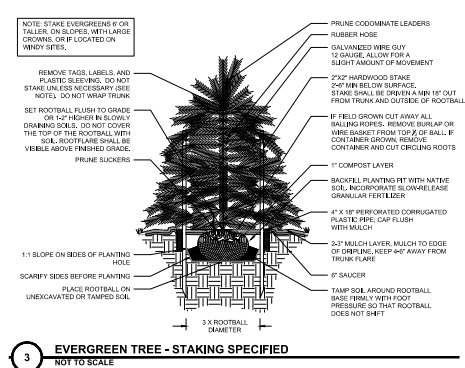 NOTE: STAKE EVERGREENS 6' OR
TALLER, ON SLOPES, WITH LARGE
CROWNS, OR IF LOCATED ON
WINDY SITES.
REMOVE TAGS, LABELS, AND
PLASTIC SLEEVING. DO NOT
STAKE UNLESS NECESSARY (SEE
NOTE). DO NOT WRAP TRUNK
SET ROOTBALL FLUSH TO GRADE
OR 1-2" HIGHER IN SLOWLY
DRAINING SOILS. DO NOT COVER
THE TOP OF THE ROOTBALL WITH
SOIL. ROOTFLARE SHALL BE
VISIBLE ABOVE FINISHED GRADE.
PRUNE SUCKERS
1:1 SLOPE ON SIDES OF PLANTING
HOLE
SCARIFY SIDES BEFORE PLANTING
PLACE ROOTBALL ON
UNEXCAVATED OR TAMPED SOIL
PRUNE CODOMINATE LEADERS
RUBBER HOSE
GALVANIZED WIRE GUY
12 GAUGE, ALLOW FOR A
SLIGHT AMOUNT OF MOVEMENT
2"X2" HARDWOOD STAKE
2'-6" MIN BELOW SURFACE.
STAKE SHALL BE DRIVEN A MIN 18" OUT
FROM TRUNK AND OUTSIDE OF ROOTBALL
IF FIELD GROWN CUT AWAY ALL
BALLING ROPES. REMOVE BURLAP OR
WIRE BASKET FROM TOP OF BALL. IF
CONTAINER GROWN, REMOVE
CONTAINER AND CUT CIRCLING ROOTS
1" COMPOST LAYER
BACKFILL PLANTING PIT WITH NATIVE
SOIL. INCORPORATE SLOW-RELEASE
GRANULAR FERTILIZER
4" X 18" PERFORATED CORRUGATED
PLASTIC PIPE; CAP FLUSH
WITH MULCH
2-3" MULCH LAYER, MULCH TO EDGE
OF DRIPLINE, KEEP 4-6" AWAY FROM
TRUNK FLARE
6" SAUCER
TAMP SOIL AROUND ROOTBALL
BASE FIRMLY WITH FOOT
PRESSURE SO THAT ROOTBALL
DOES NOT SHIFT
3 X ROOTBALL
DIAMETER
3
EVERGREEN TREE - STAKING SPECIFIED
NOT TO SCALE